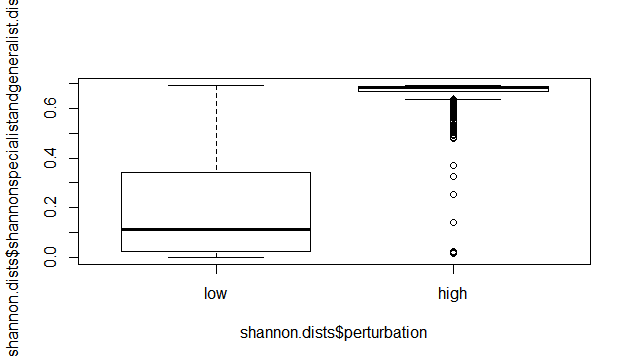 shannon.dists$shannonspecialistandgeneralist.dis
0.0
0.2
0.4
0.6
low
high
shannon.dists$perturbation